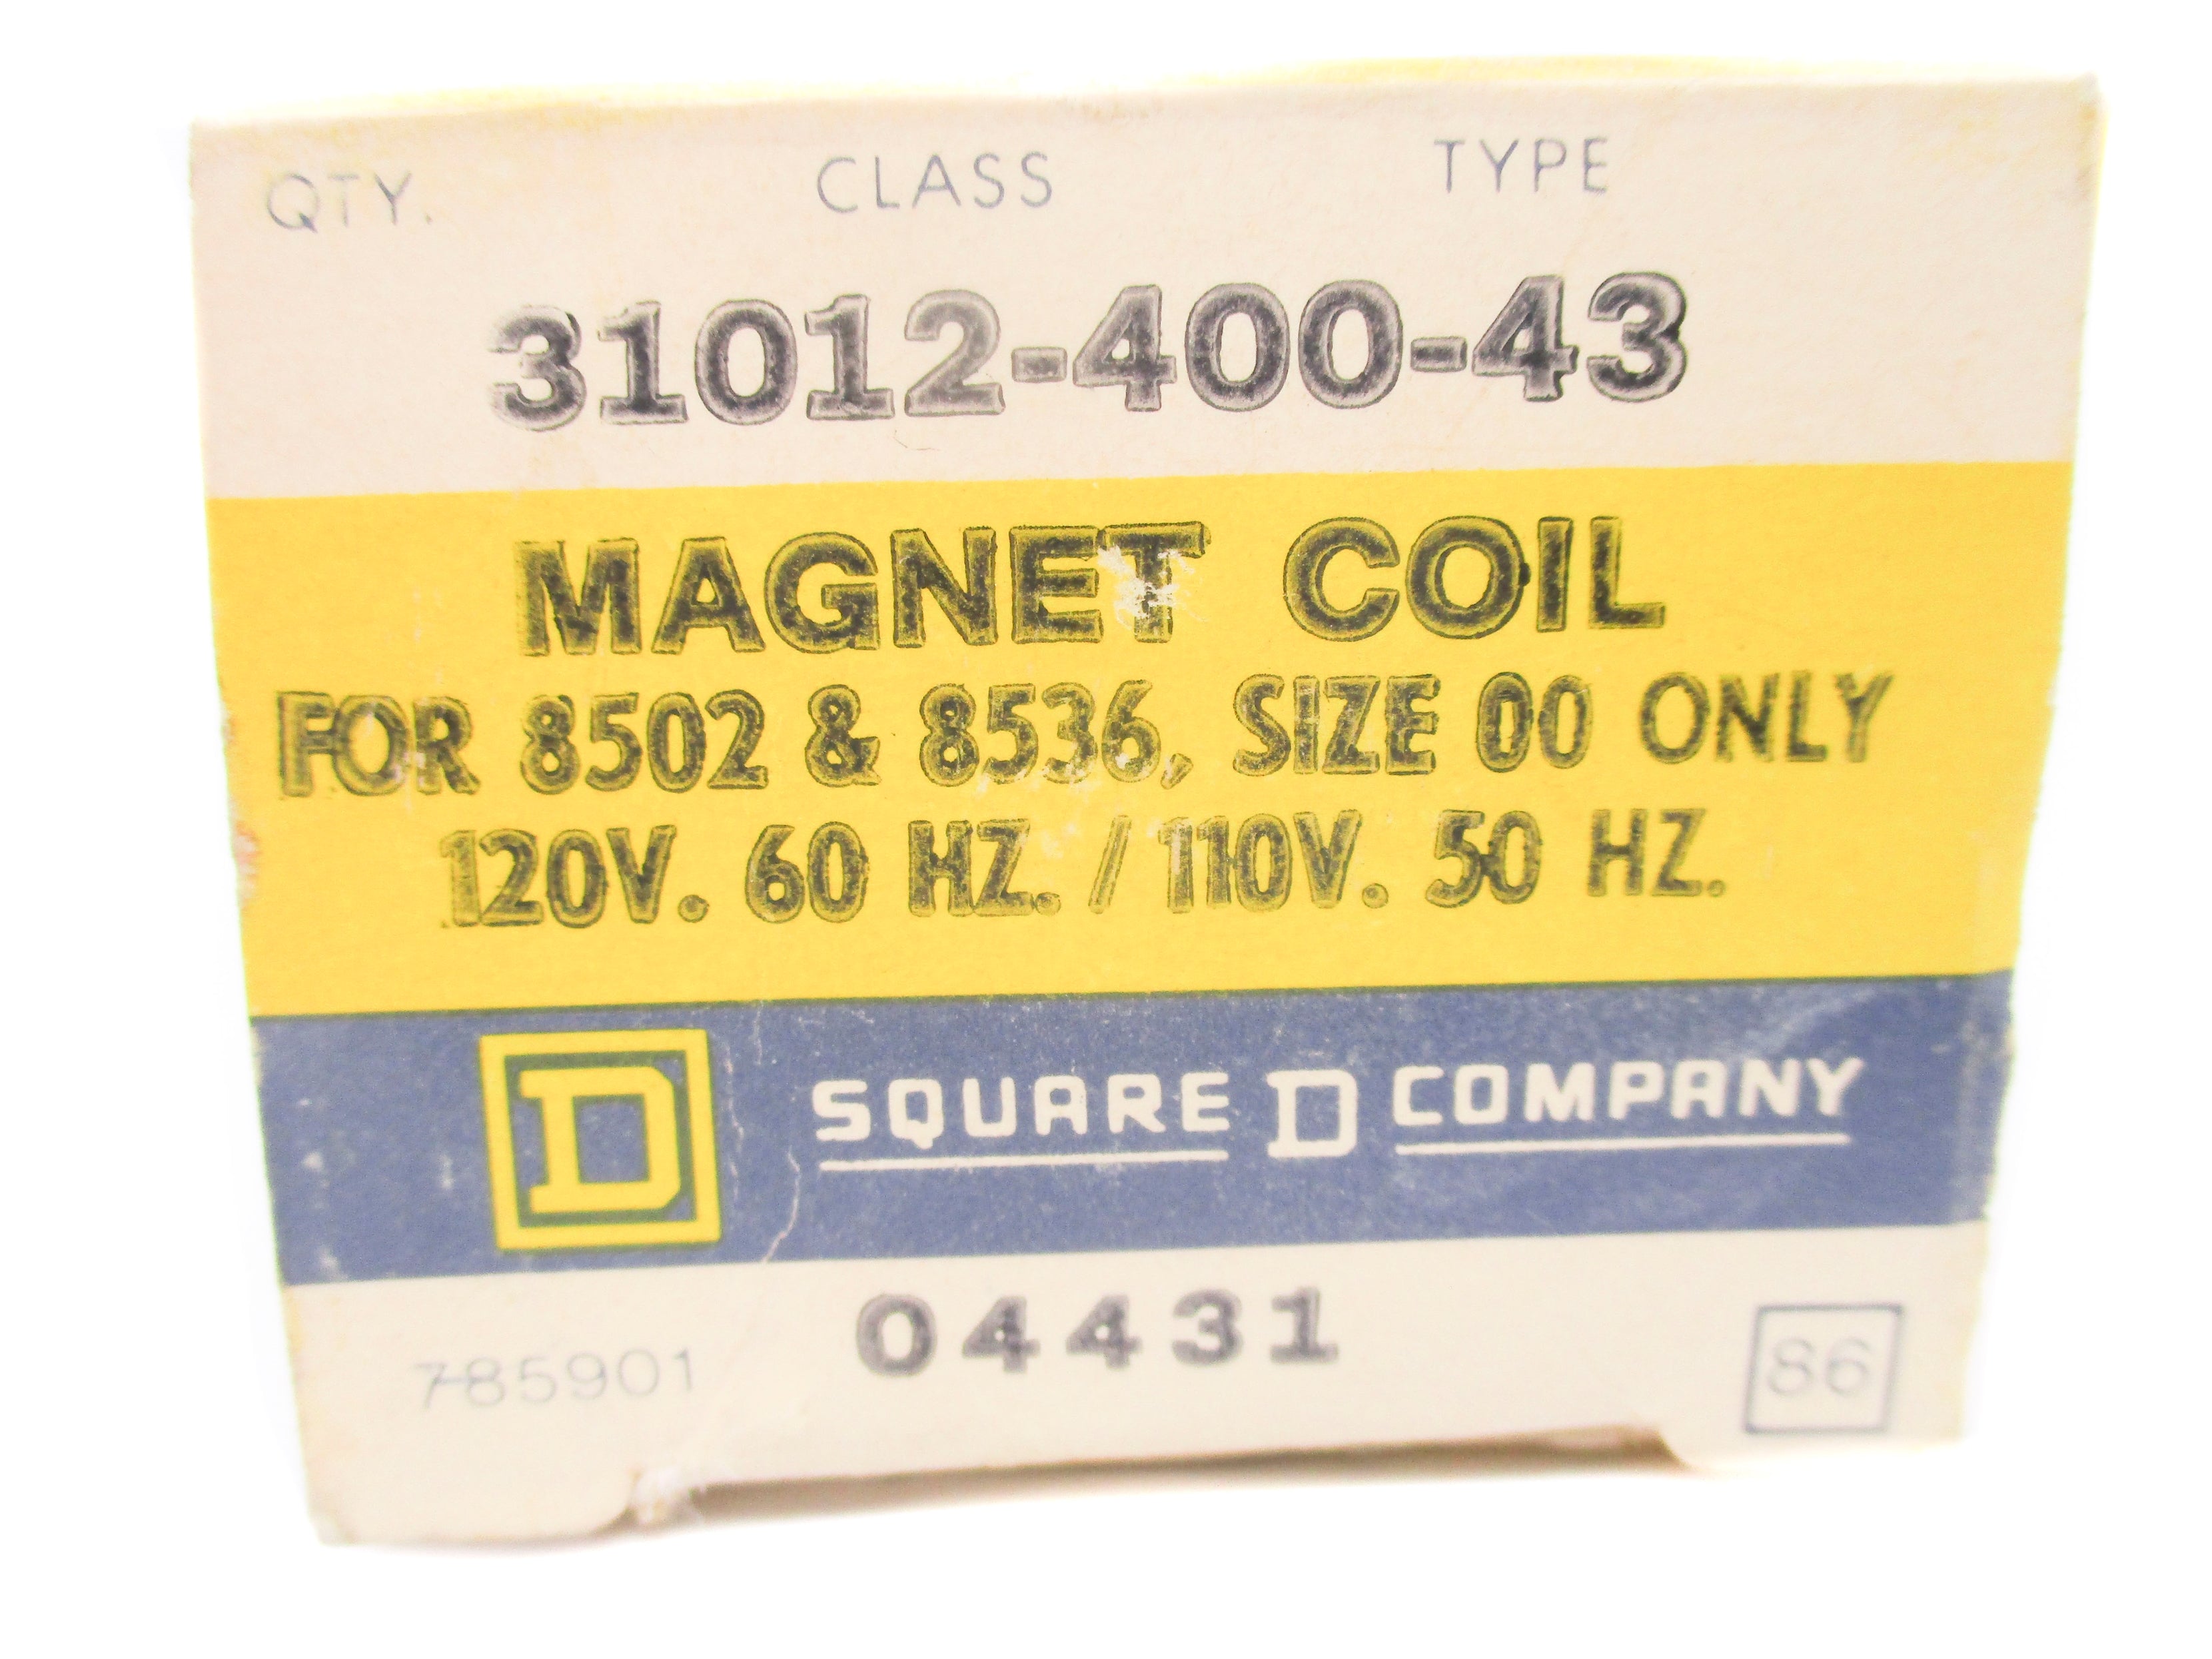 QTY. CLASS TYPE
31012-400-43
MAGNET COIL
FOR 8502 & 8536, SIZE 00 ONLY
120V. 60 HZ. / 110V. 50 HZ.
D SQUARE D COMPANY
785901 04431 86